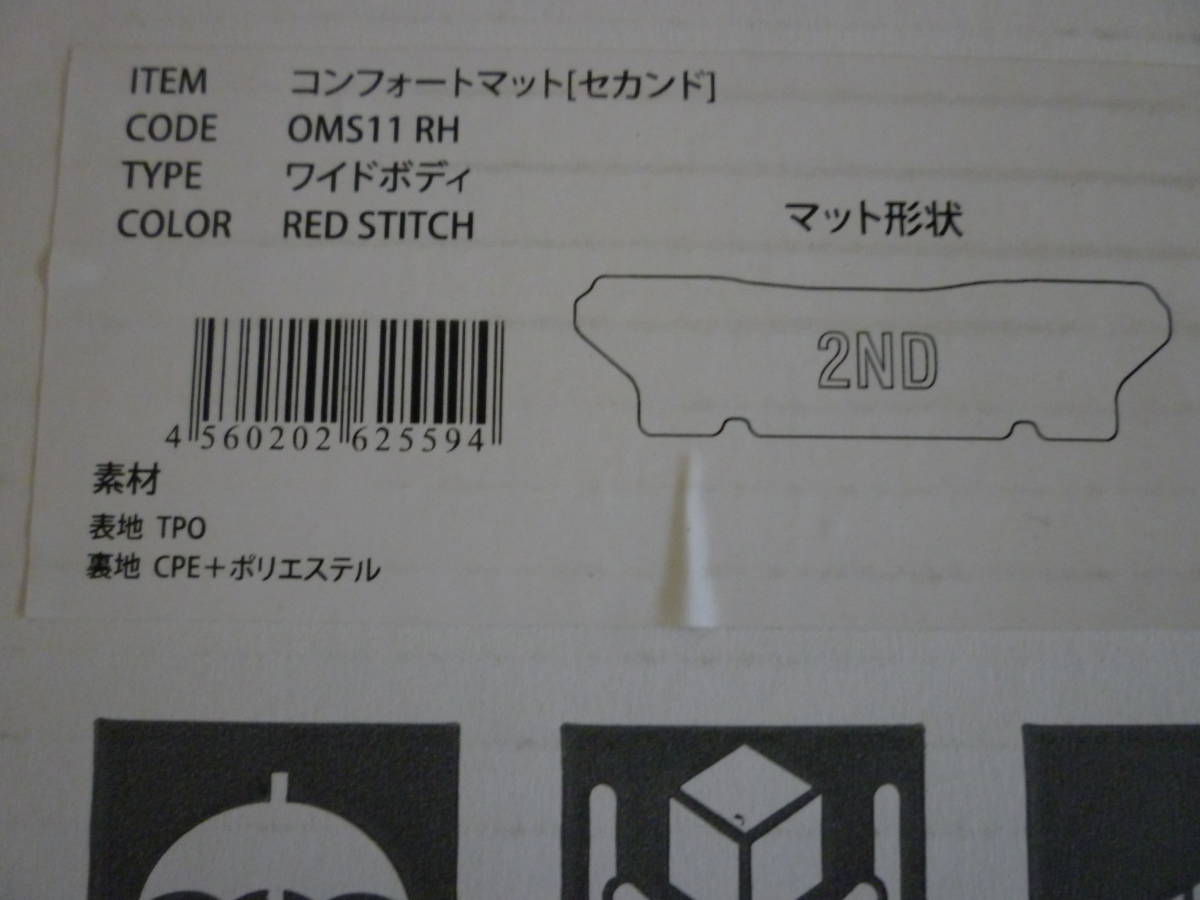 ITEM コンフォートマット[セカンド]
CODE OMS11 RH
TYPE ワイドボディ
COLOR RED STITCH
マット形状
2ND
4 560202 625594
素材
表地 TPO
裏地 CPE+ポリエステル